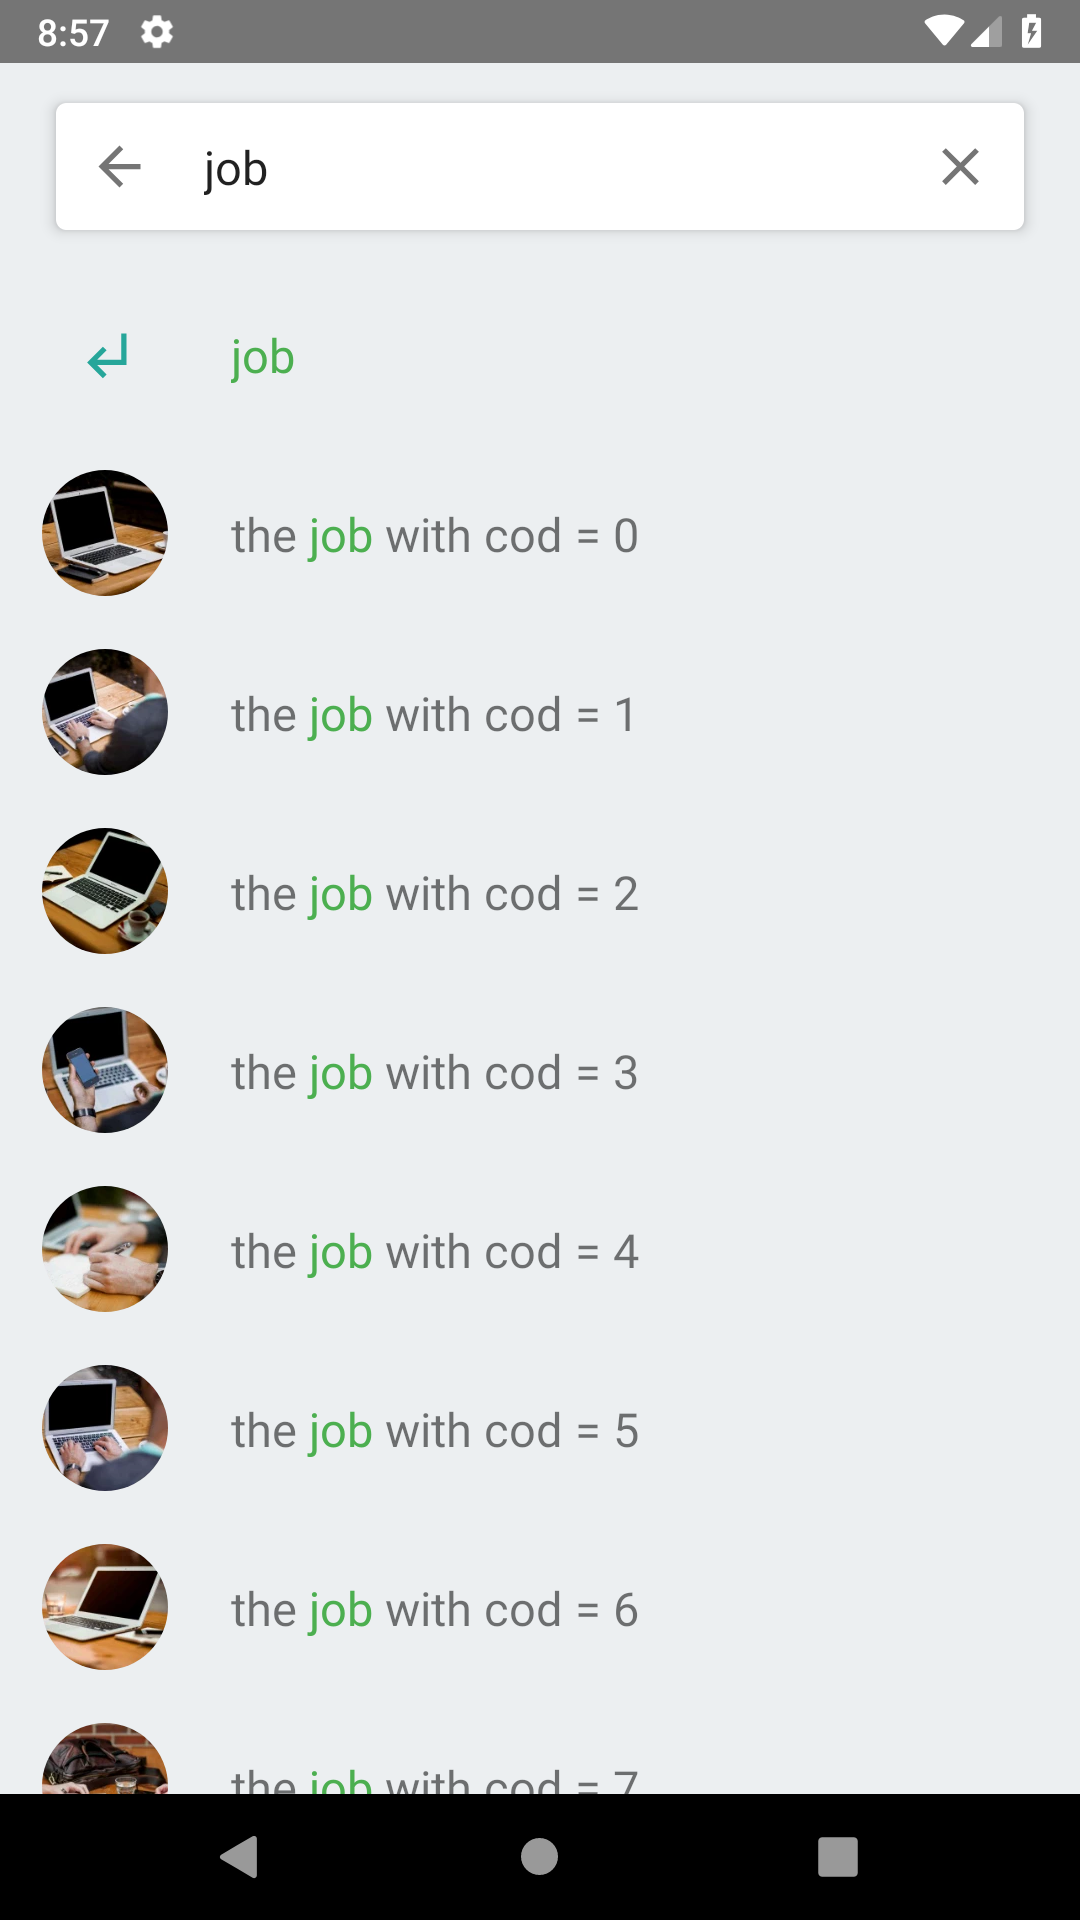 8:57
job
job
the job with cod = 0
the job with cod = 1
the job with cod = 2
the job with cod = 3
the job with cod = 4
the job with cod = 5
the job with cod = 6
the job with cod = 7